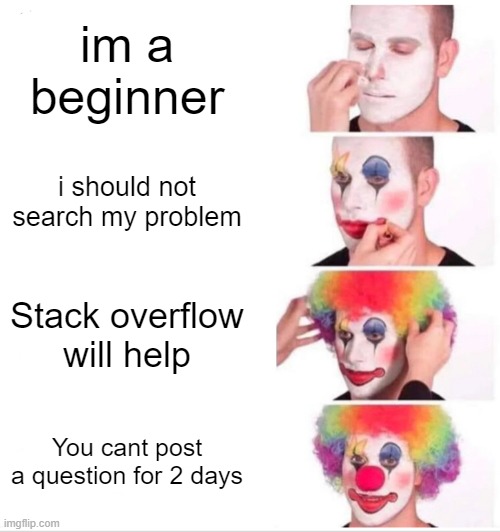 im a
beginner
i should not
search my problem
Stack overflow
will help
You cant post
a question for 2 days
imgflip.com